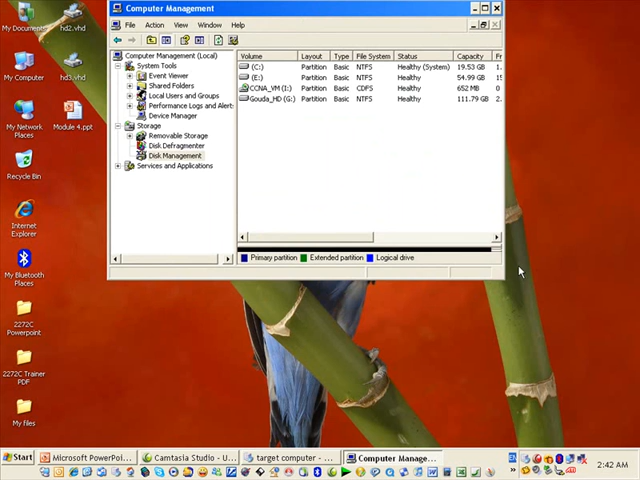 Computer Management
File Action View Window Help
Computer Management (Local)
System Tools
Event Viewer
Shared Folders
Local Users and Groups
Performance Logs and Alert:
Device Manager
Storage
Removable Storage
Disk Defragmenter
Disk Management
Services and Applications
Volume Layout Type File System Status Capacity F
(C:) Partition Basic NTFS Healthy (System) 19.53 GB 1.
(E:) Partition Basic NTFS Healthy 54.99 GB 15
CCNA_VM (I:) Partition Basic CDFS Healthy 652 MB 0
Gouda_HD (G:) Partition Basic NTFS Healthy 111.79 GB 2.
Primary partition Extended partition Logical drive
My Documents
hd2.vhd
My Computer
hd3.vhd
My Network
Places
Module 4.ppt
Recycle Bin
Internet
Explorer
My Bluetooth
Places
2272C
Powerpoint
2272C Trainer
PDF
My files
Start
Microsoft PowerPoi...
Camtasia Studio - U...
target computer - ...
Computer Manage...
EN
2:42 AM